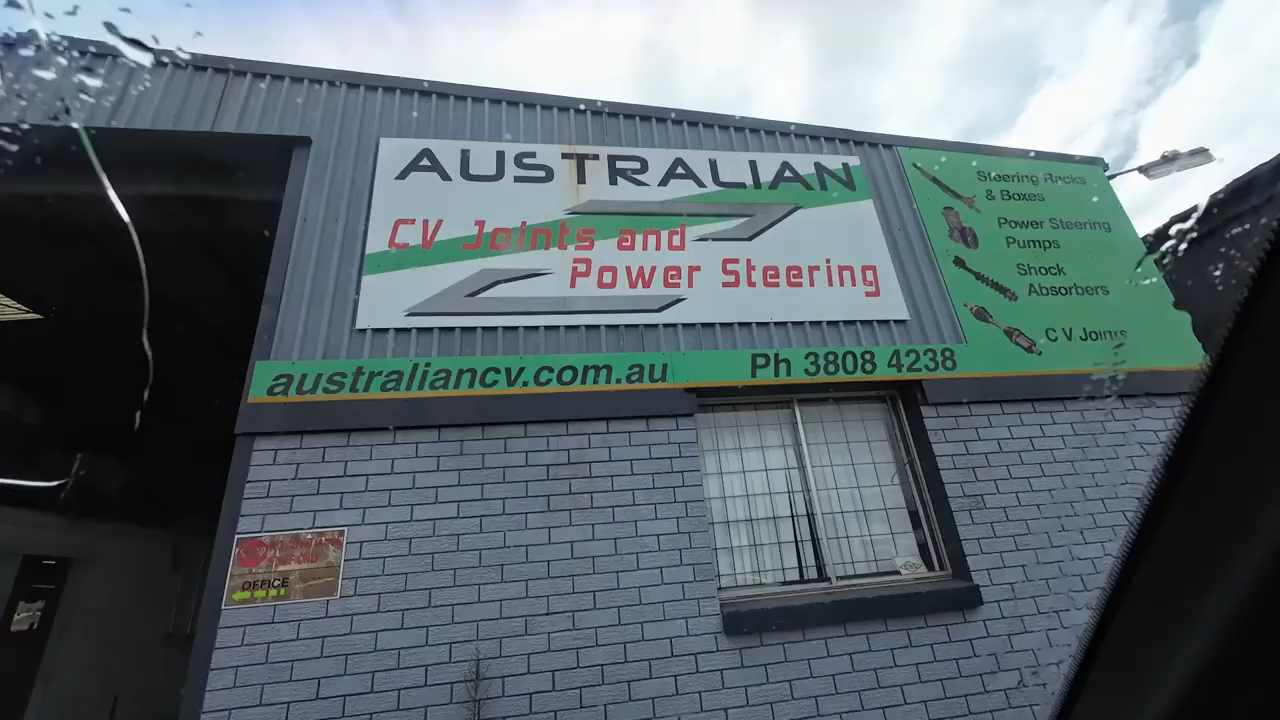 AUSTRALIAN
CV Joints and
Power Steering
Steering Racks
& Boxes
Power Steering
Pumps
Shock
Absorbers
C V Joints
australiancv.com.au
Ph 3808 4238
OFFICE